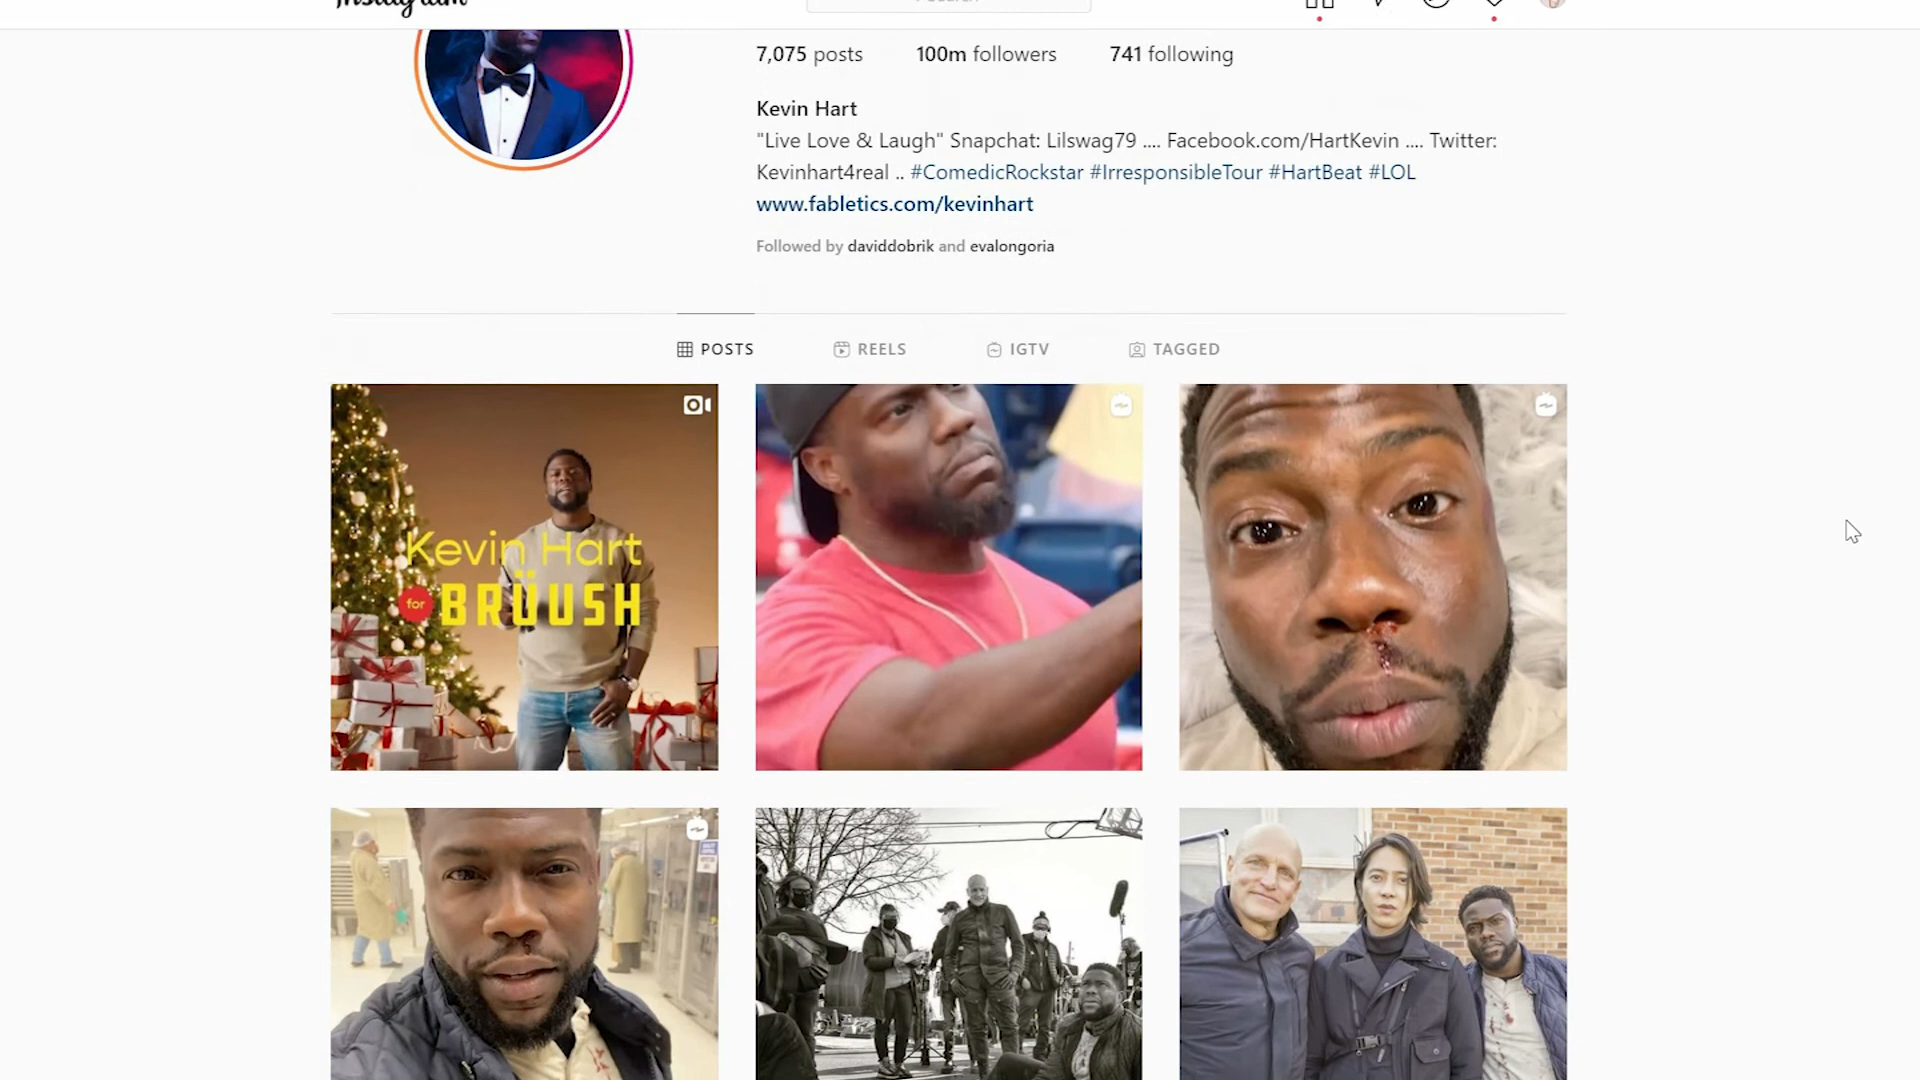 Instagram
7,075 posts 100m followers 741 following
Kevin Hart
"Live Love & Laugh" Snapchat: Lilswag79 .... Facebook.com/HartKevin .... Twitter:
Kevinhart4real .. #ComedicRockstar #IrresponsibleTour #HartBeat #LOL
www.fabletics.com/kevinhart
Followed by daviddobrik and evalongoria
POSTS REELS IGTV TAGGED
Kevin Hart
for BRÜUSH